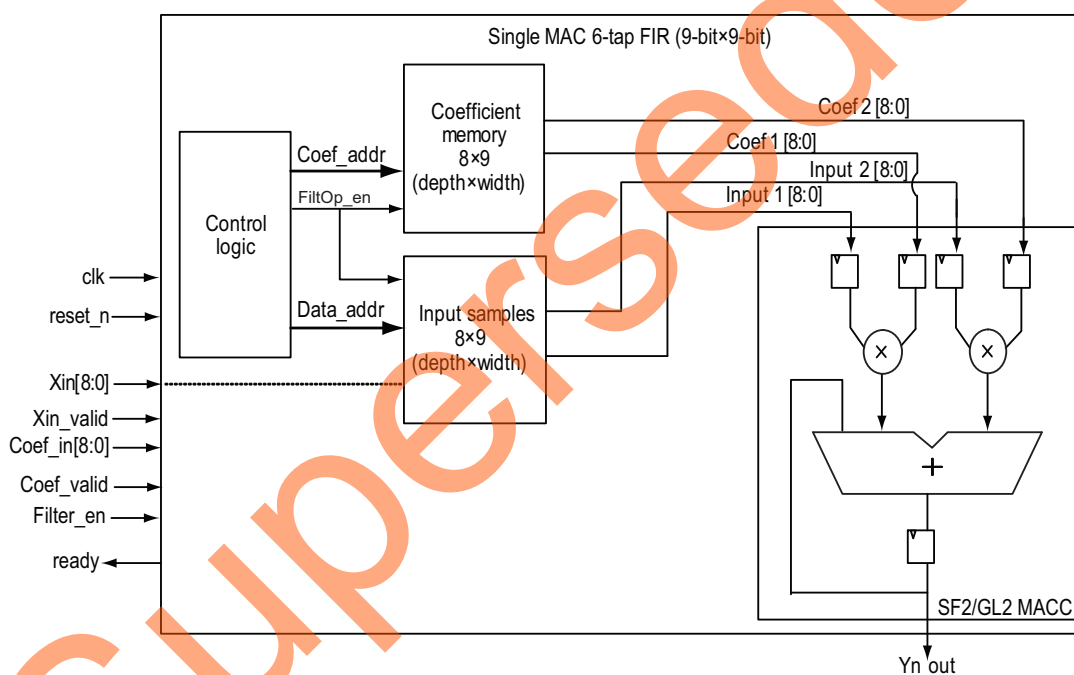 Single MAC 6-tap FIR (9-bit×9-bit)
Coefficient
memory
8×9
(depth×width)
Coef 2 [8:0]
Coef 1 [8:0]
Input 2 [8:0]
Input 1 [8:0]
Coef_addr
FiltOp_en
Control
logic
Data_addr
Input samples
8×9
(depth×width)
clk
reset_n
Xin[8:0]
Xin_valid
Coef_in[8:0]
Coef_valid
Filter_en
ready
×
×
+
SF2/GL2 MACC
Yn out
Supersede